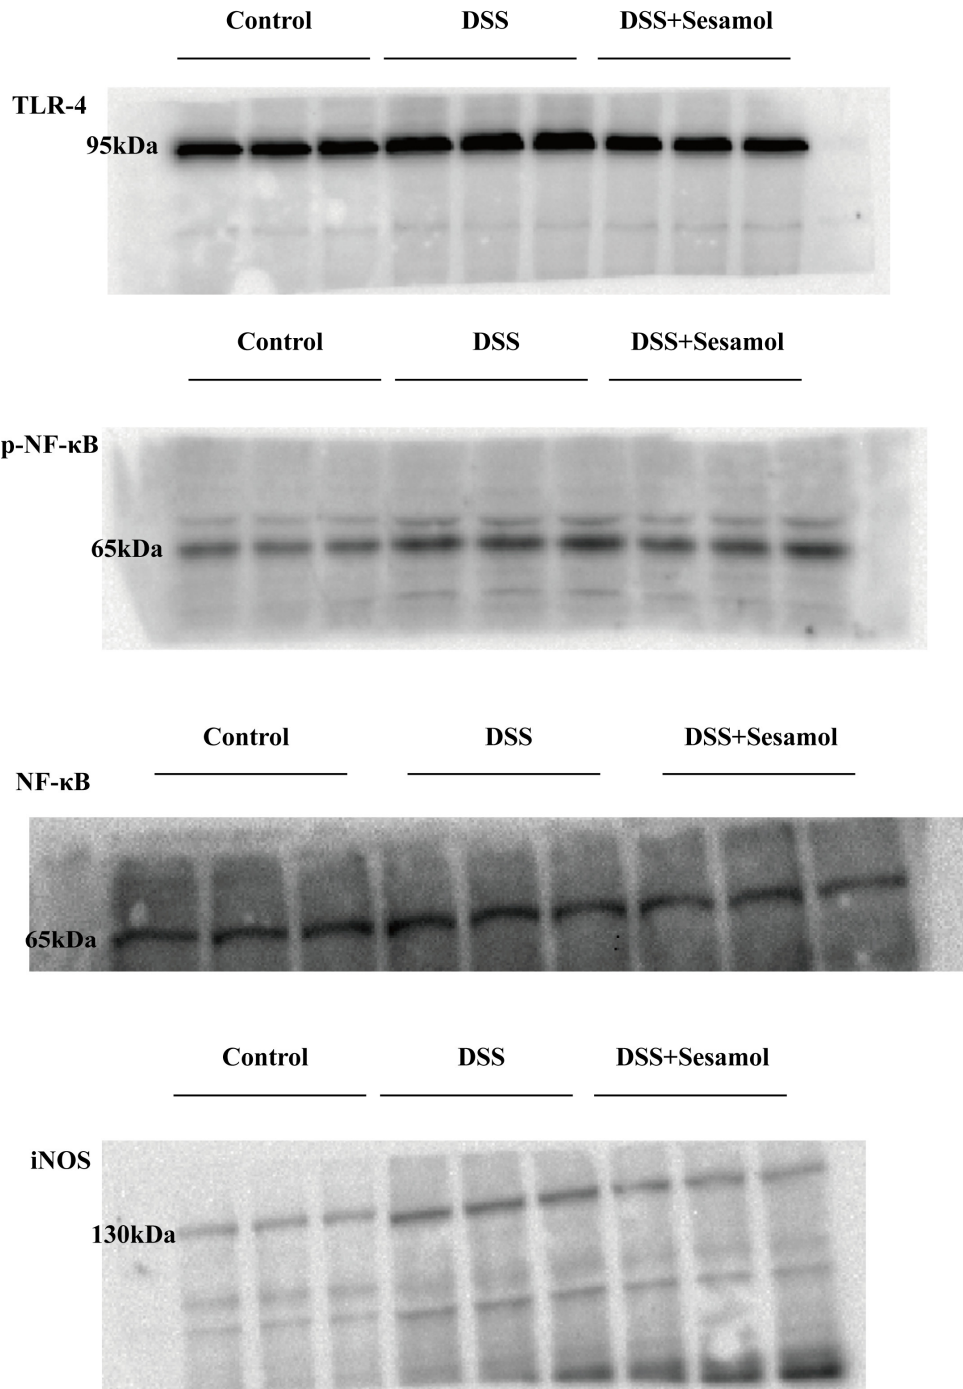 Control DSS DSS+Sesamol
TLR-4
95kDa
Control DSS DSS+Sesamol
p-NF-κB
65kDa
Control DSS DSS+Sesamol
NF-κB
65kDa
Control DSS DSS+Sesamol
iNOS
130kDa